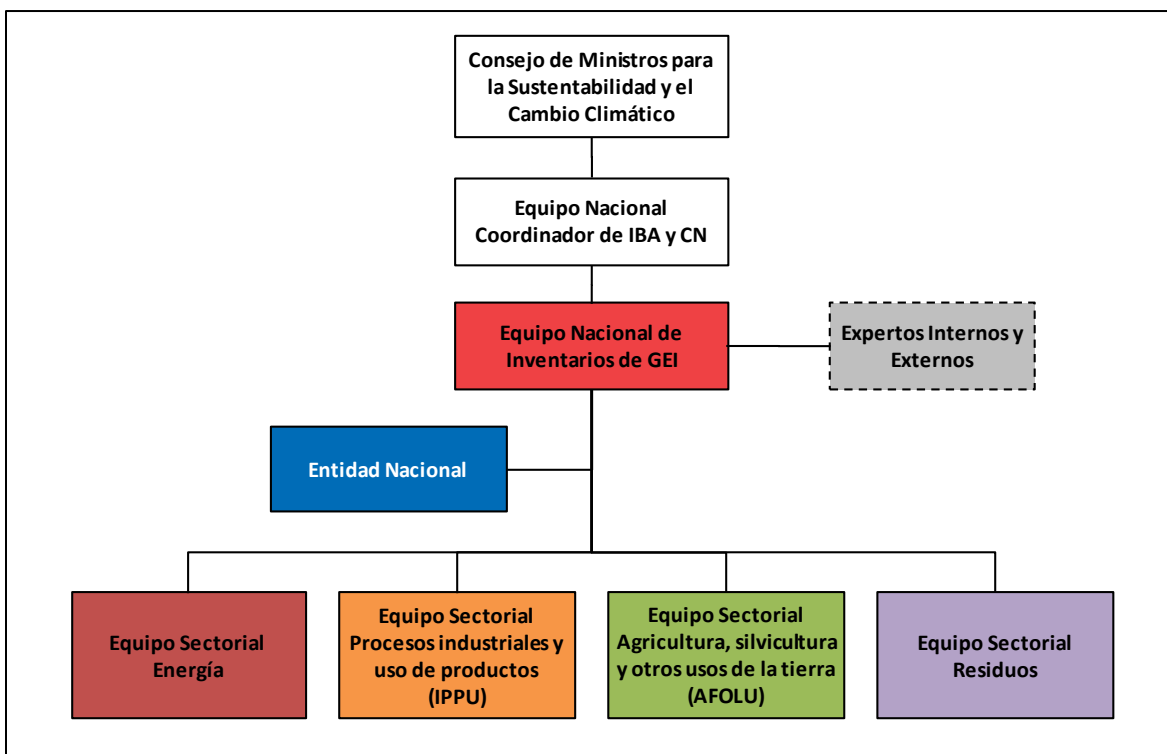 Consejo de Ministros para
la Sustentabilidad y el
Cambio Climático
Equipo Nacional
Coordinador de IBA y CN
Equipo Nacional de
Inventarios de GEI
Expertos Internos y
Externos
Entidad Nacional
Equipo Sectorial
Energía
Equipo Sectorial
Procesos industriales y
uso de productos
(IPPU)
Equipo Sectorial
Agricultura, silvicultura
y otros usos de la tierra
(AFOLU)
Equipo Sectorial
Residuos